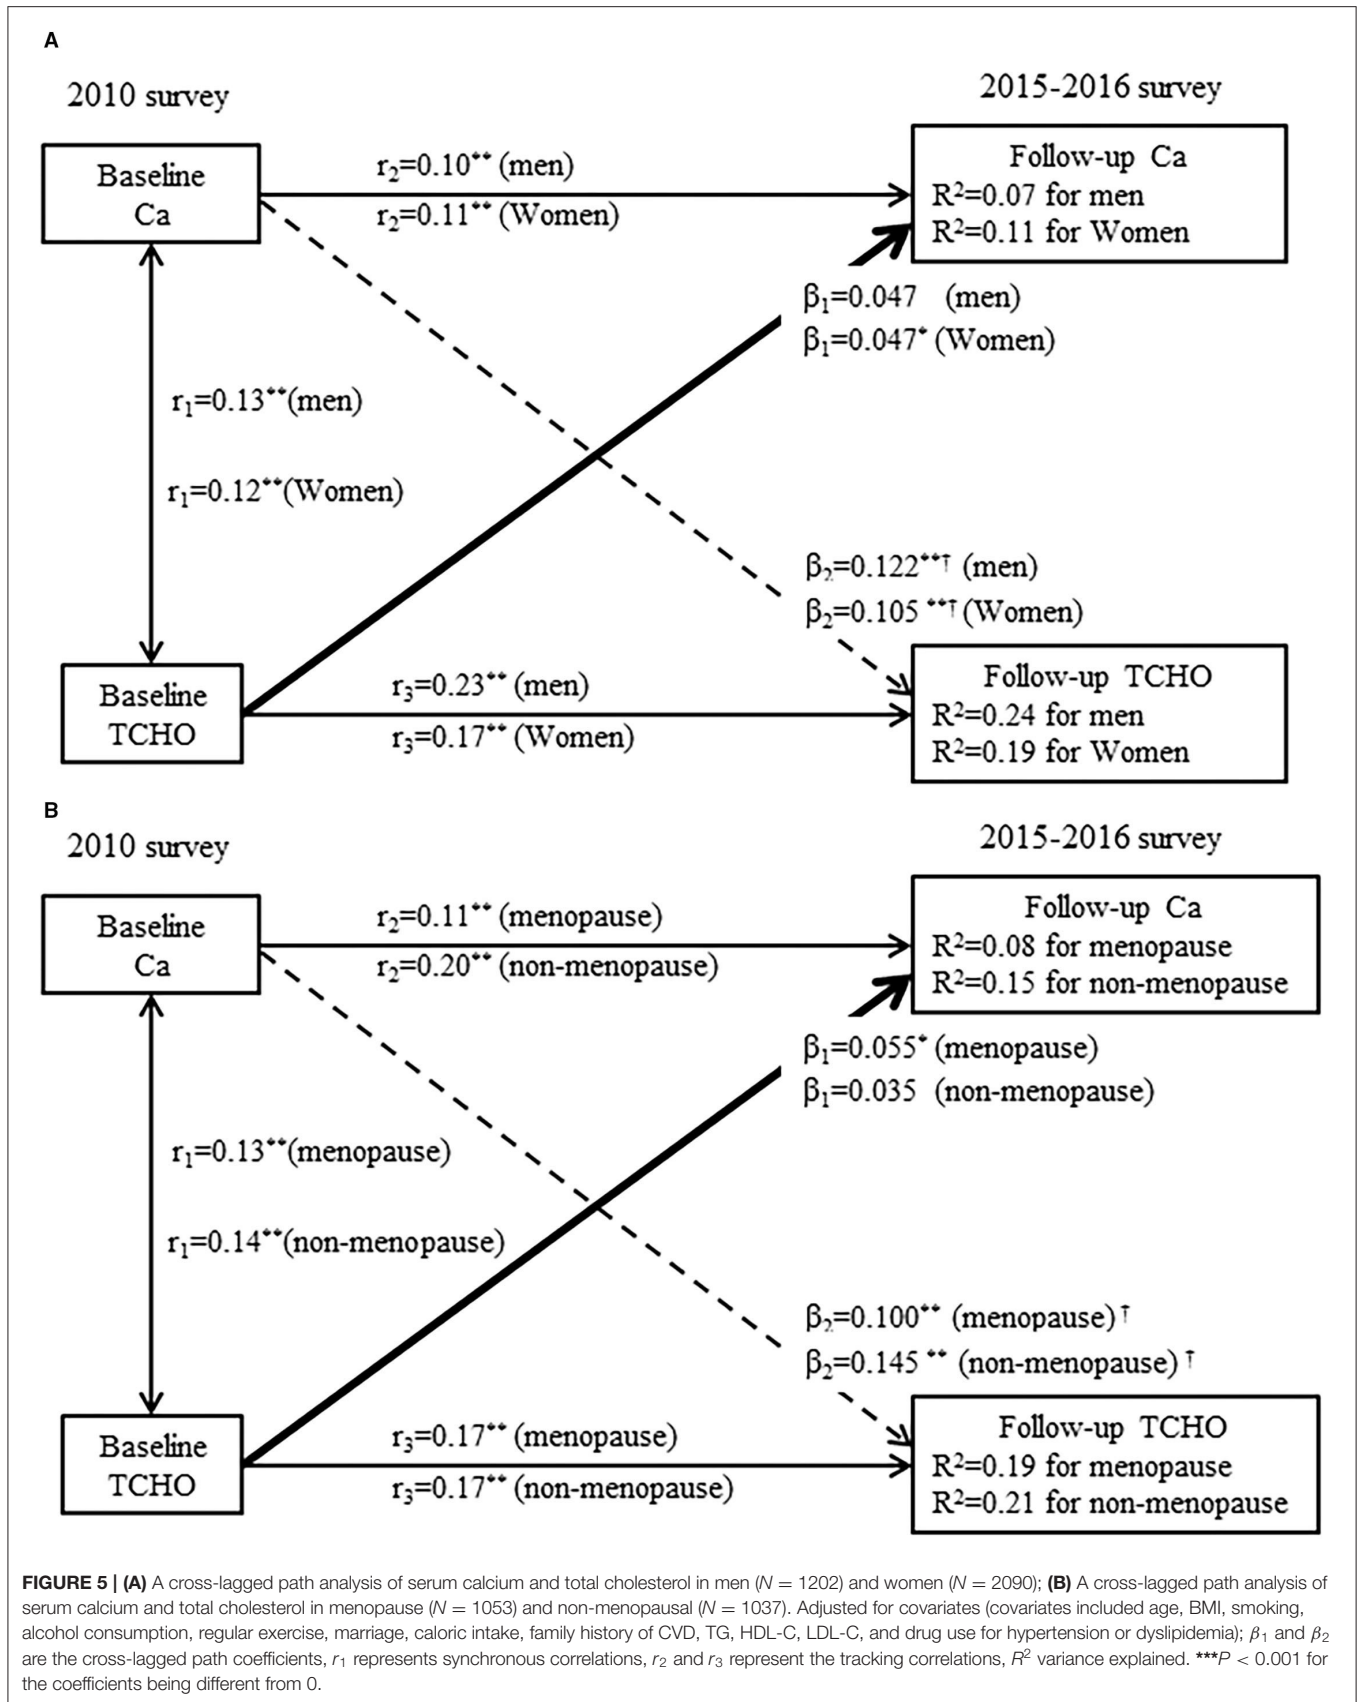 A
2010 survey
2015-2016 survey
Baseline
Ca
r₂=0.10** (men)
r₂=0.11** (Women)
Follow-up Ca
R²=0.07 for men
R²=0.11 for Women
β₁=0.047 (men)
β₁=0.047* (Women)
r₁=0.13**(men)
r₁=0.12**(Women)
β₂=0.122**† (men)
β₂=0.105 **† (Women)
Baseline
TCHO
r₃=0.23** (men)
r₃=0.17** (Women)
Follow-up TCHO
R²=0.24 for men
R²=0.19 for Women
B
2010 survey
2015-2016 survey
Baseline
Ca
r₂=0.11** (menopause)
r₂=0.20** (non-menopause)
Follow-up Ca
R²=0.08 for menopause
R²=0.15 for non-menopause
β₁=0.055* (menopause)
β₁=0.035 (non-menopause)
r₁=0.13**(menopause)
r₁=0.14**(non-menopause)
β₂=0.100** (menopause)†
β₂=0.145 ** (non-menopause)†
Baseline
TCHO
r₃=0.17** (menopause)
r₃=0.17** (non-menopause)
Follow-up TCHO
R²=0.19 for menopause
R²=0.21 for non-menopause
FIGURE 5 | (A) A cross-lagged path analysis of serum calcium and total cholesterol in men (N = 1202) and women (N = 2090); (B) A cross-lagged path analysis of
serum calcium and total cholesterol in menopause (N = 1053) and non-menopausal (N = 1037). Adjusted for covariates (covariates included age, BMI, smoking,
alcohol consumption, regular exercise, marriage, caloric intake, family history of CVD, TG, HDL-C, LDL-C, and drug use for hypertension or dyslipidemia); β₁ and β₂
are the cross-lagged path coefficients, r₁ represents synchronous correlations, r₂ and r₃ represent the tracking correlations, R² variance explained. ***P < 0.001 for
the coefficients being different from 0.